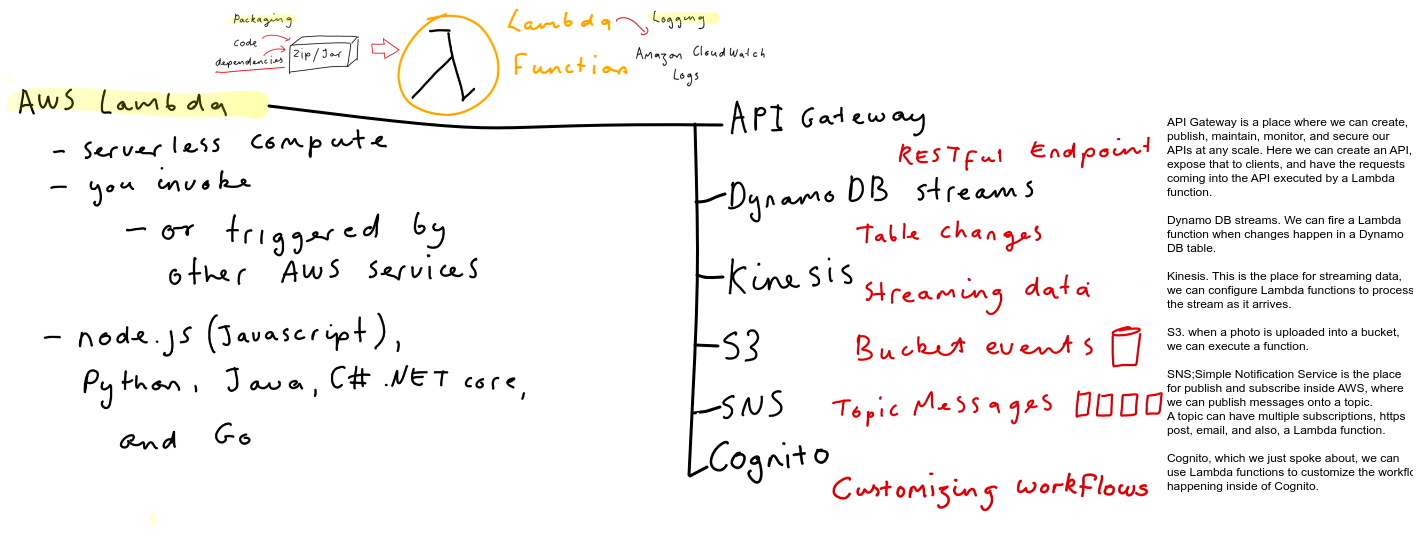 Packaging
code
dependencies
Zip/Jar
Lambda
Function
Logging
Amazon CloudWatch
Logs
AWS Lambda
- serverless compute
- you invoke
- or triggered by
other AWS services
- node.js (Javascript),
Python, Java, C# .NET core,
and Go
API Gateway
RESTful Endpoint
Dynamo DB streams
Table changes
Kinesis
Streaming data
S3
Bucket events
SNS
Topic Messages
Cognito
Customizing workflows
API Gateway is a place where we can create,
publish, maintain, monitor, and secure our
APIs at any scale. Here we can create an API,
expose that to clients, and have the requests
coming into the API executed by a Lambda
function.
Dynamo DB streams. We can fire a Lambda
function when changes happen in a Dynamo
DB table.
Kinesis. This is the place for streaming data,
we can configure Lambda functions to process
the stream as it arrives.
S3. when a photo is uploaded into a bucket,
we can execute a function.
SNS;Simple Notification Service is the place
for publish and subscribe inside AWS, where
we can publish messages onto a topic.
A topic can have multiple subscriptions, https
post, email, and also, a Lambda function.
Cognito, which we just spoke about, we can
use Lambda functions to customize the workflo
happening inside of Cognito.